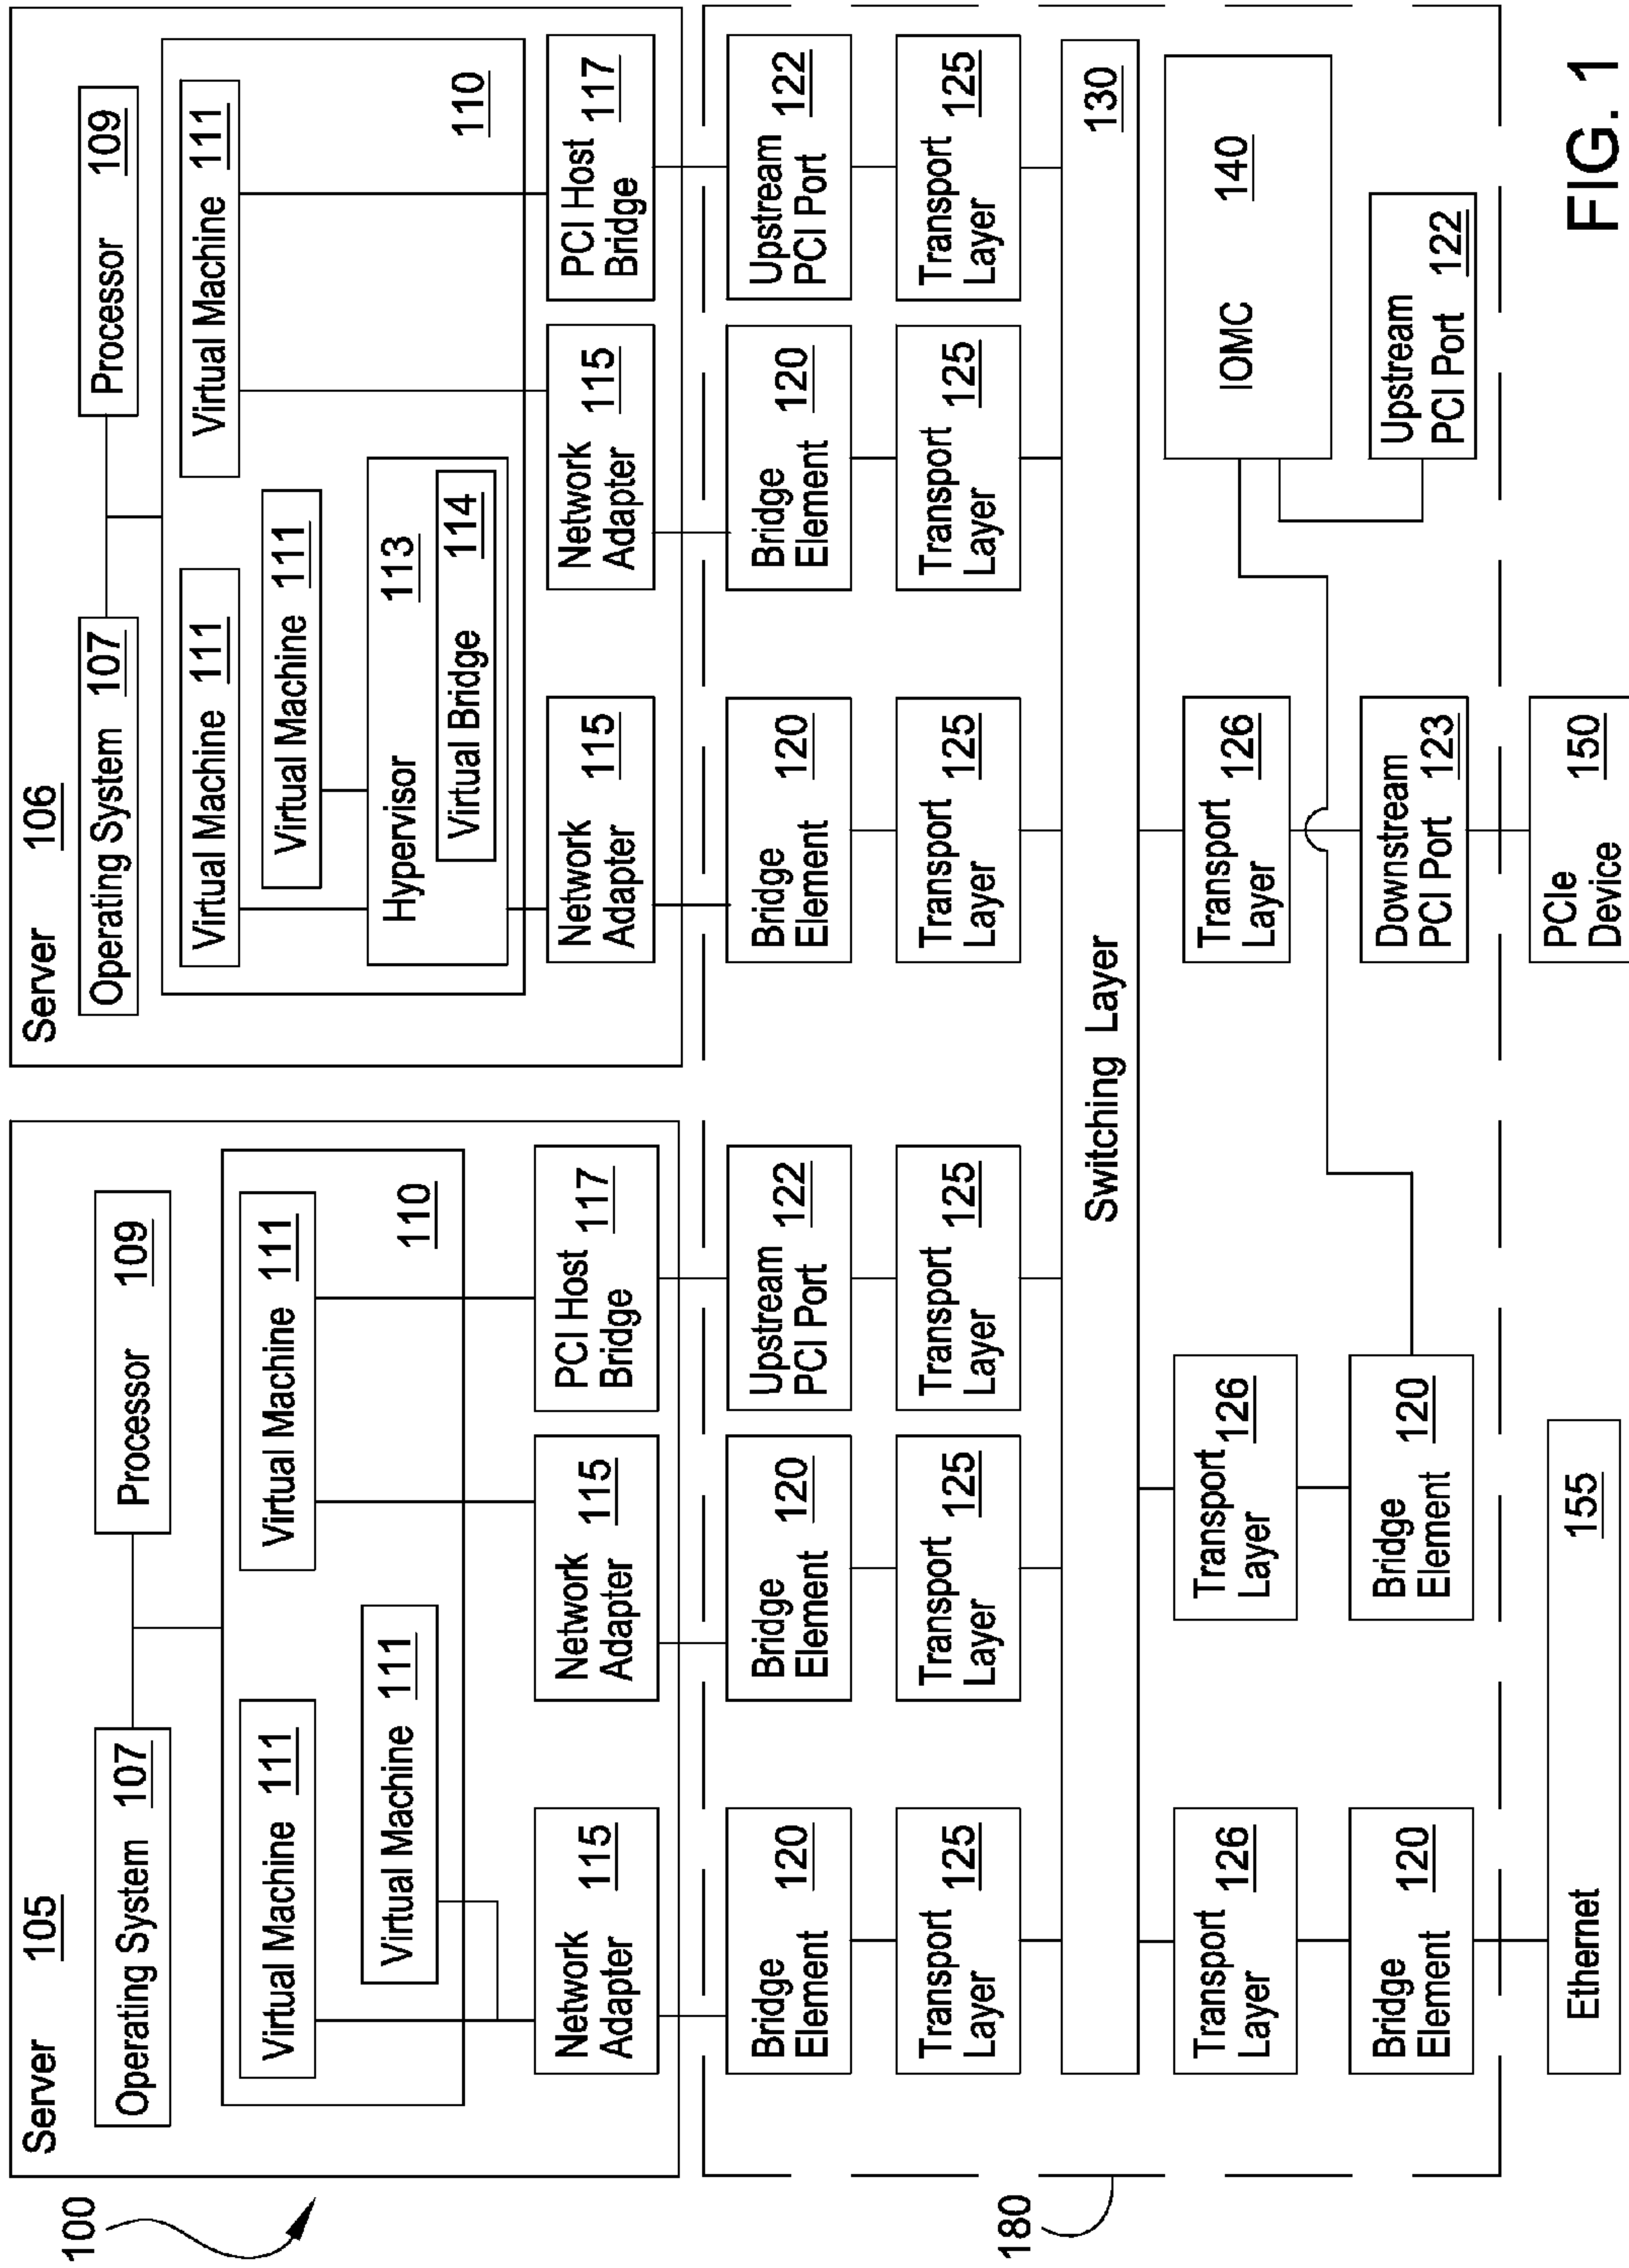 100
Server 105
Operating System 107
Processor 109
Virtual Machine 111
Virtual Machine 111
Virtual Machine 111
110
Network
Adapter 115
Network
Adapter 115
PCI Host
Bridge 117
Server 106
Operating System 107
Processor 109
Virtual Machine 111
Virtual Machine 111
Virtual Machine 111
Hypervisor 113
Virtual Bridge 114
110
Network
Adapter 115
Network
Adapter 115
PCI Host
Bridge 117
180
Bridge
Element 120
Bridge
Element 120
Upstream
PCI Port 122
Bridge
Element 120
Bridge
Element 120
Upstream
PCI Port 122
Transport
Layer 125
Transport
Layer 125
Transport
Layer 125
Transport
Layer 125
Transport
Layer 125
Transport
Layer 125
Switching Layer 130
Transport
Layer 126
Transport
Layer 126
Transport
Layer 126
IOMC 140
Bridge
Element 120
Bridge
Element 120
Downstream
PCI Port 123
Upstream
PCI Port 122
Ethernet 155
PCIe
Device 150
FIG. 1